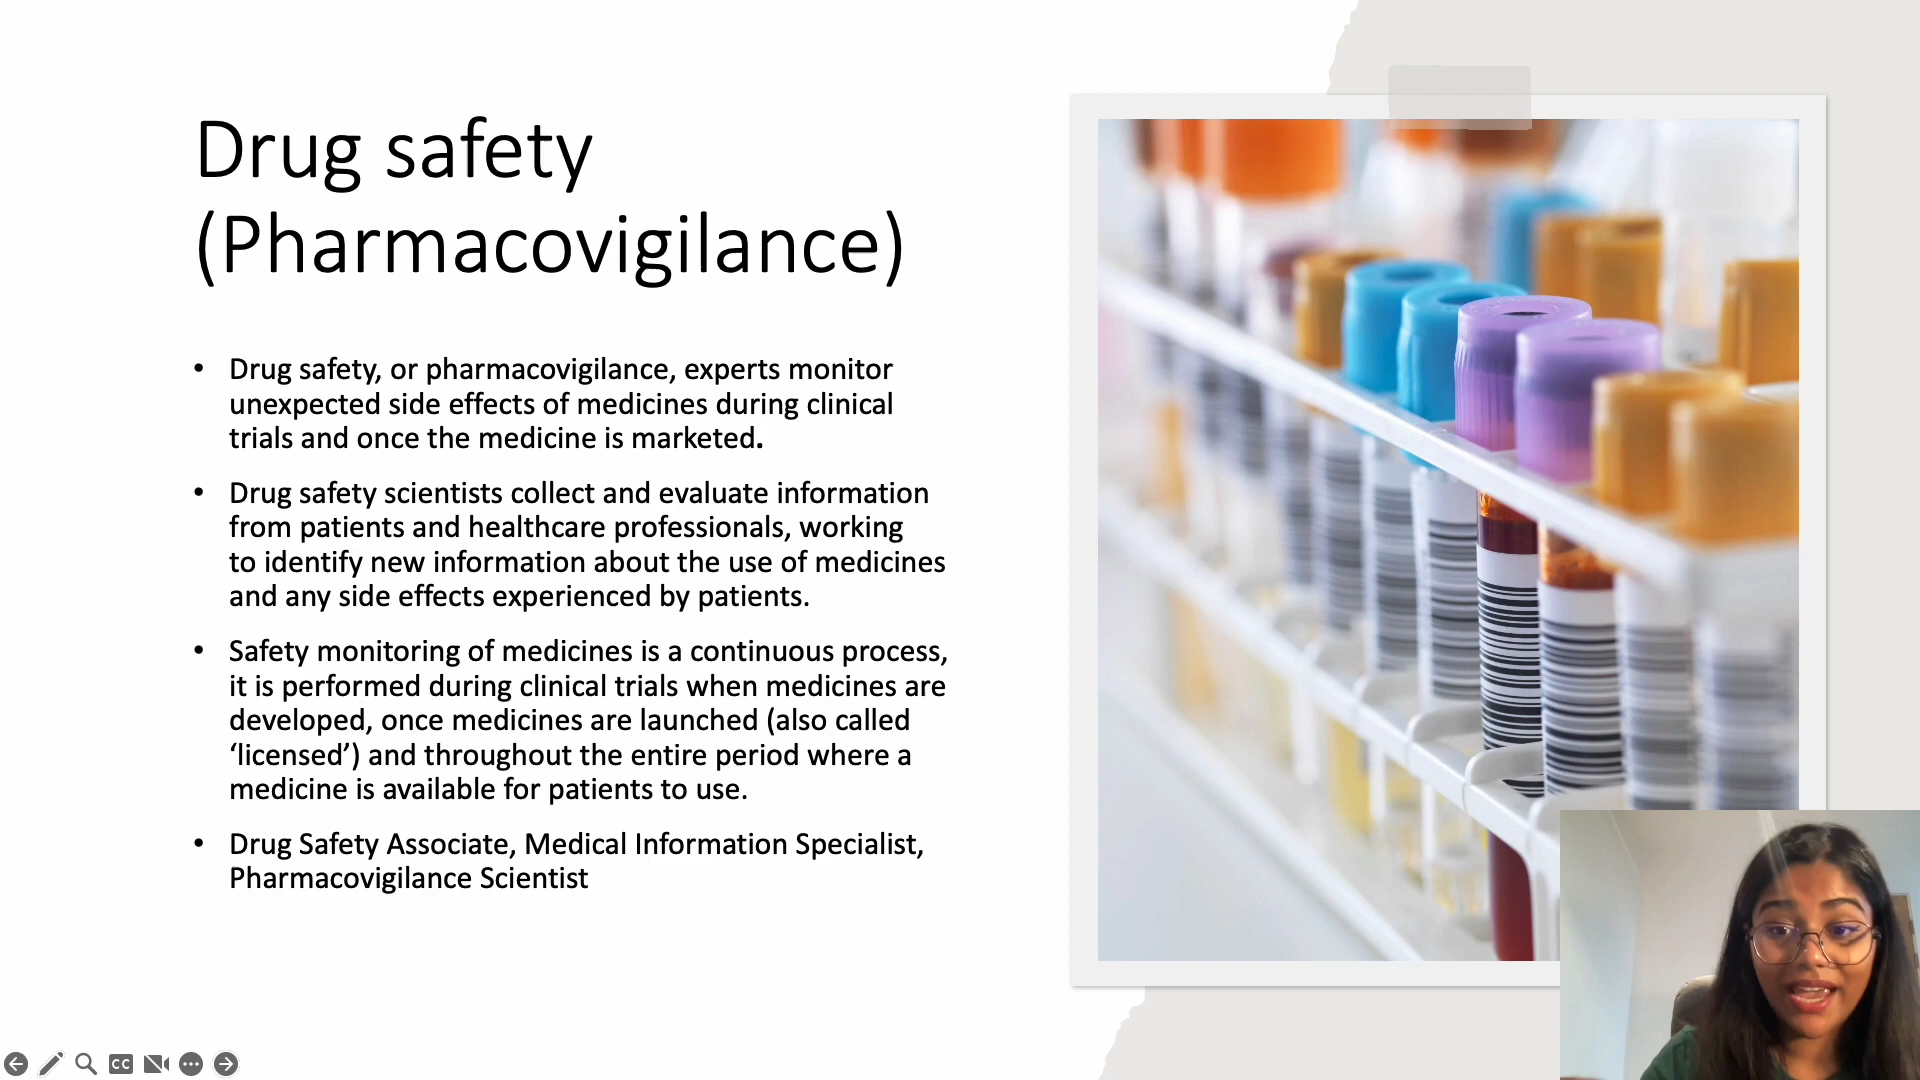 Drug safety
(Pharmacovigilance)
• Drug safety, or pharmacovigilance, experts monitor
unexpected side effects of medicines during clinical
trials and once the medicine is marketed.
• Drug safety scientists collect and evaluate information
from patients and healthcare professionals, working
to identify new information about the use of medicines
and any side effects experienced by patients.
• Safety monitoring of medicines is a continuous process,
it is performed during clinical trials when medicines are
developed, once medicines are launched (also called
‘licensed’) and throughout the entire period where a
medicine is available for patients to use.
• Drug Safety Associate, Medical Information Specialist,
Pharmacovigilance Scientist
CC